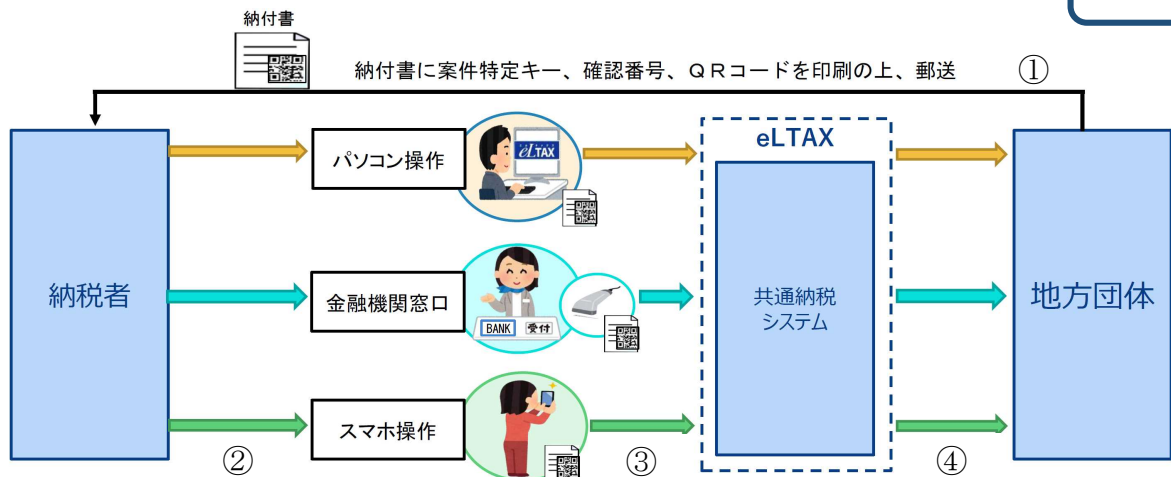 納付書
納付書に案件特定キー、確認番号、QRコードを印刷の上、郵送
①
納税者
パソコン操作
eLTAX
eLTAX
地方団体
金融機関窓口
BANK
受付
共通納税
システム
スマホ操作
②
③
④